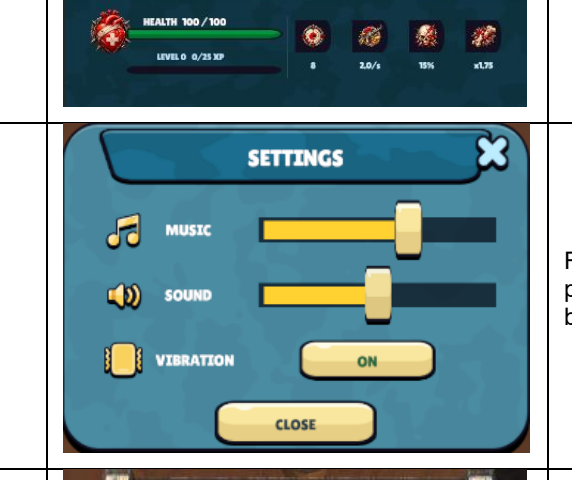 HEALTH 100 / 100
LEVEL 0 0/25 XP
8 2,0/s 15% x1,75
SETTINGS
MUSIC
SOUND
VIBRATION ON
CLOSE